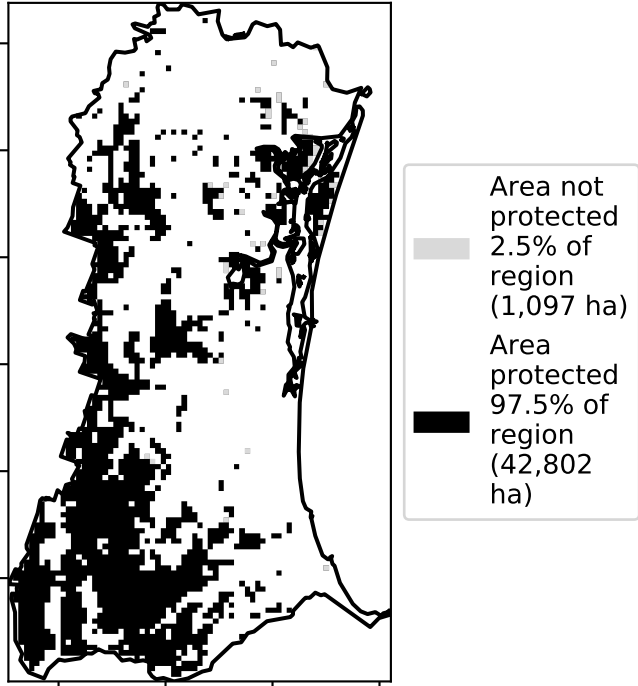 Area not
protected
2.5% of
region
(1,097 ha)
Area
protected
97.5% of
region
(42,802
ha)